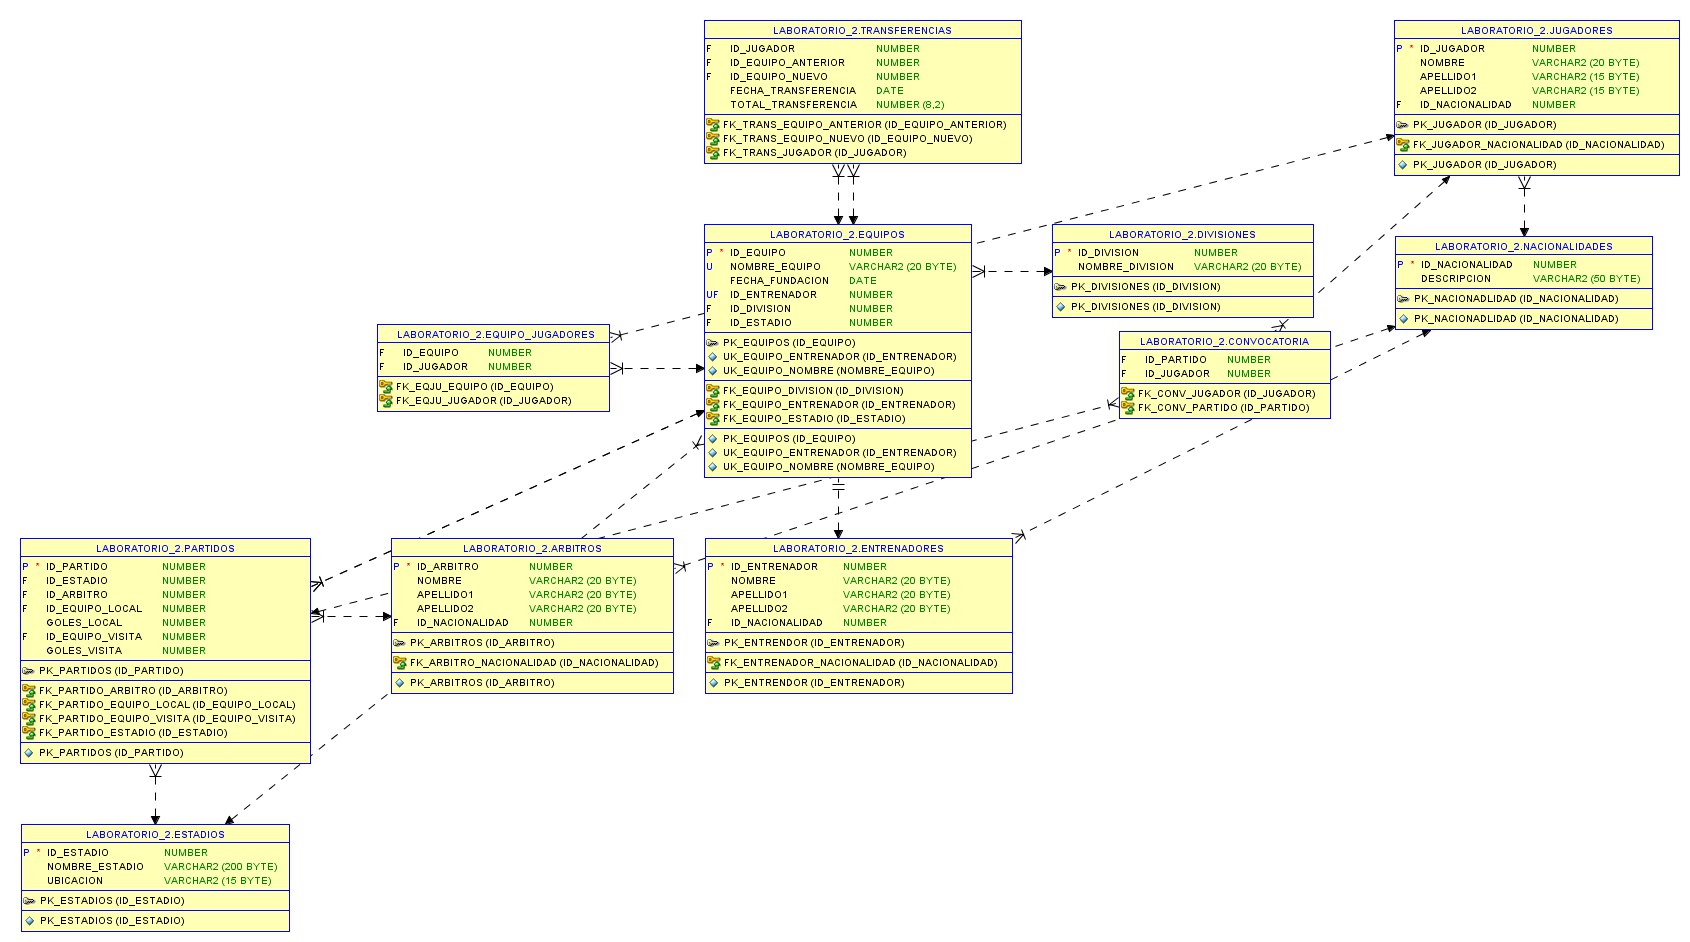 LABORATORIO_2.TRANSFERENCIAS
F ID_JUGADOR NUMBER
F ID_EQUIPO_ANTERIOR NUMBER
F ID_EQUIPO_NUEVO NUMBER
FECHA_TRANSFERENCIA DATE
TOTAL_TRANSFERENCIA NUMBER (8,2)
FK_TRANS_EQUIPO_ANTERIOR (ID_EQUIPO_ANTERIOR)
FK_TRANS_EQUIPO_NUEVO (ID_EQUIPO_NUEVO)
FK_TRANS_JUGADOR (ID_JUGADOR)
LABORATORIO_2.JUGADORES
P * ID_JUGADOR NUMBER
NOMBRE VARCHAR2 (20 BYTE)
APELLIDO1 VARCHAR2 (15 BYTE)
APELLIDO2 VARCHAR2 (15 BYTE)
F ID_NACIONALIDAD NUMBER
PK_JUGADOR (ID_JUGADOR)
FK_JUGADOR_NACIONALIDAD (ID_NACIONALIDAD)
PK_JUGADOR (ID_JUGADOR)
LABORATORIO_2.EQUIPOS
P * ID_EQUIPO NUMBER
U NOMBRE_EQUIPO VARCHAR2 (20 BYTE)
FECHA_FUNDACION DATE
UF ID_ENTRENADOR NUMBER
F ID_DIVISION NUMBER
F ID_ESTADIO NUMBER
PK_EQUIPOS (ID_EQUIPO)
UK_EQUIPO_ENTRENADOR (ID_ENTRENADOR)
UK_EQUIPO_NOMBRE (NOMBRE_EQUIPO)
FK_EQUIPO_DIVISION (ID_DIVISION)
FK_EQUIPO_ENTRENADOR (ID_ENTRENADOR)
FK_EQUIPO_ESTADIO (ID_ESTADIO)
PK_EQUIPOS (ID_EQUIPO)
UK_EQUIPO_ENTRENADOR (ID_ENTRENADOR)
UK_EQUIPO_NOMBRE (NOMBRE_EQUIPO)
LABORATORIO_2.DIVISIONES
P * ID_DIVISION NUMBER
NOMBRE_DIVISION VARCHAR2 (20 BYTE)
PK_DIVISIONES (ID_DIVISION)
PK_DIVISIONES (ID_DIVISION)
LABORATORIO_2.NACIONALIDADES
P * ID_NACIONALIDAD NUMBER
DESCRIPCION VARCHAR2 (50 BYTE)
PK_NACIONADLIDAD (ID_NACIONALIDAD)
PK_NACIONADLIDAD (ID_NACIONALIDAD)
LABORATORIO_2.EQUIPO_JUGADORES
F ID_EQUIPO NUMBER
F ID_JUGADOR NUMBER
FK_EQJU_EQUIPO (ID_EQUIPO)
FK_EQJU_JUGADOR (ID_JUGADOR)
LABORATORIO_2.CONVOCATORIA
F ID_PARTIDO NUMBER
F ID_JUGADOR NUMBER
FK_CONV_JUGADOR (ID_JUGADOR)
FK_CONV_PARTIDO (ID_PARTIDO)
LABORATORIO_2.PARTIDOS
P * ID_PARTIDO NUMBER
F ID_ESTADIO NUMBER
F ID_ARBITRO NUMBER
F ID_EQUIPO_LOCAL NUMBER
GOLES_LOCAL NUMBER
F ID_EQUIPO_VISITA NUMBER
GOLES_VISITA NUMBER
PK_PARTIDOS (ID_PARTIDO)
FK_PARTIDO_ARBITRO (ID_ARBITRO)
FK_PARTIDO_EQUIPO_LOCAL (ID_EQUIPO_LOCAL)
FK_PARTIDO_EQUIPO_VISITA (ID_EQUIPO_VISITA)
FK_PARTIDO_ESTADIO (ID_ESTADIO)
PK_PARTIDOS (ID_PARTIDO)
LABORATORIO_2.ARBITROS
P * ID_ARBITRO NUMBER
NOMBRE VARCHAR2 (20 BYTE)
APELLIDO1 VARCHAR2 (20 BYTE)
APELLIDO2 VARCHAR2 (20 BYTE)
F ID_NACIONALIDAD NUMBER
PK_ARBITROS (ID_ARBITRO)
FK_ARBITRO_NACIONALIDAD (ID_NACIONALIDAD)
PK_ARBITROS (ID_ARBITRO)
LABORATORIO_2.ENTRENADORES
P * ID_ENTRENADOR NUMBER
NOMBRE VARCHAR2 (20 BYTE)
APELLIDO1 VARCHAR2 (20 BYTE)
APELLIDO2 VARCHAR2 (20 BYTE)
F ID_NACIONALIDAD NUMBER
PK_ENTRENDOR (ID_ENTRENADOR)
FK_ENTRENADOR_NACIONALIDAD (ID_NACIONALIDAD)
PK_ENTRENDOR (ID_ENTRENADOR)
LABORATORIO_2.ESTADIOS
P * ID_ESTADIO NUMBER
NOMBRE_ESTADIO VARCHAR2 (200 BYTE)
UBICACION VARCHAR2 (15 BYTE)
PK_ESTADIOS (ID_ESTADIO)
PK_ESTADIOS (ID_ESTADIO)